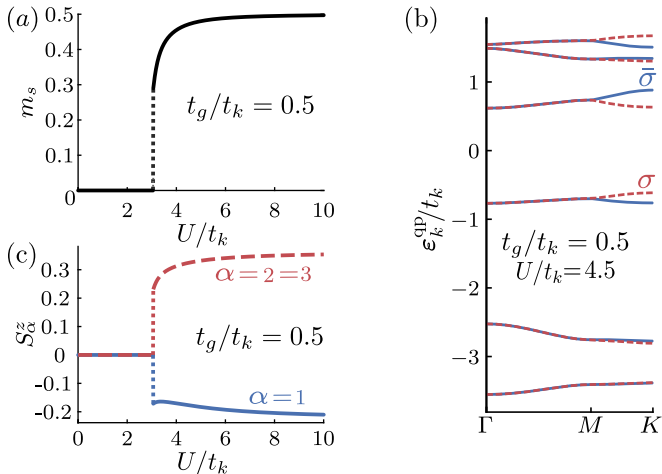 (a)
0.5
0.4
0.3
0.2
0.1
0
m_s
t_g/t_k = 0.5
0 2 4 6 8 10
U/t_k
(c)
0.3
0.2
0.1
0
-0.1
-0.2
S^z_α
α=2=3
t_g/t_k = 0.5
α=1
0 2 4 6 8 10
U/t_k
(b)
1
0
−1
−2
−3
ε^qp_k/t_k
σ̄
σ
t_g/t_k = 0.5
U/t_k=4.5
Γ M K